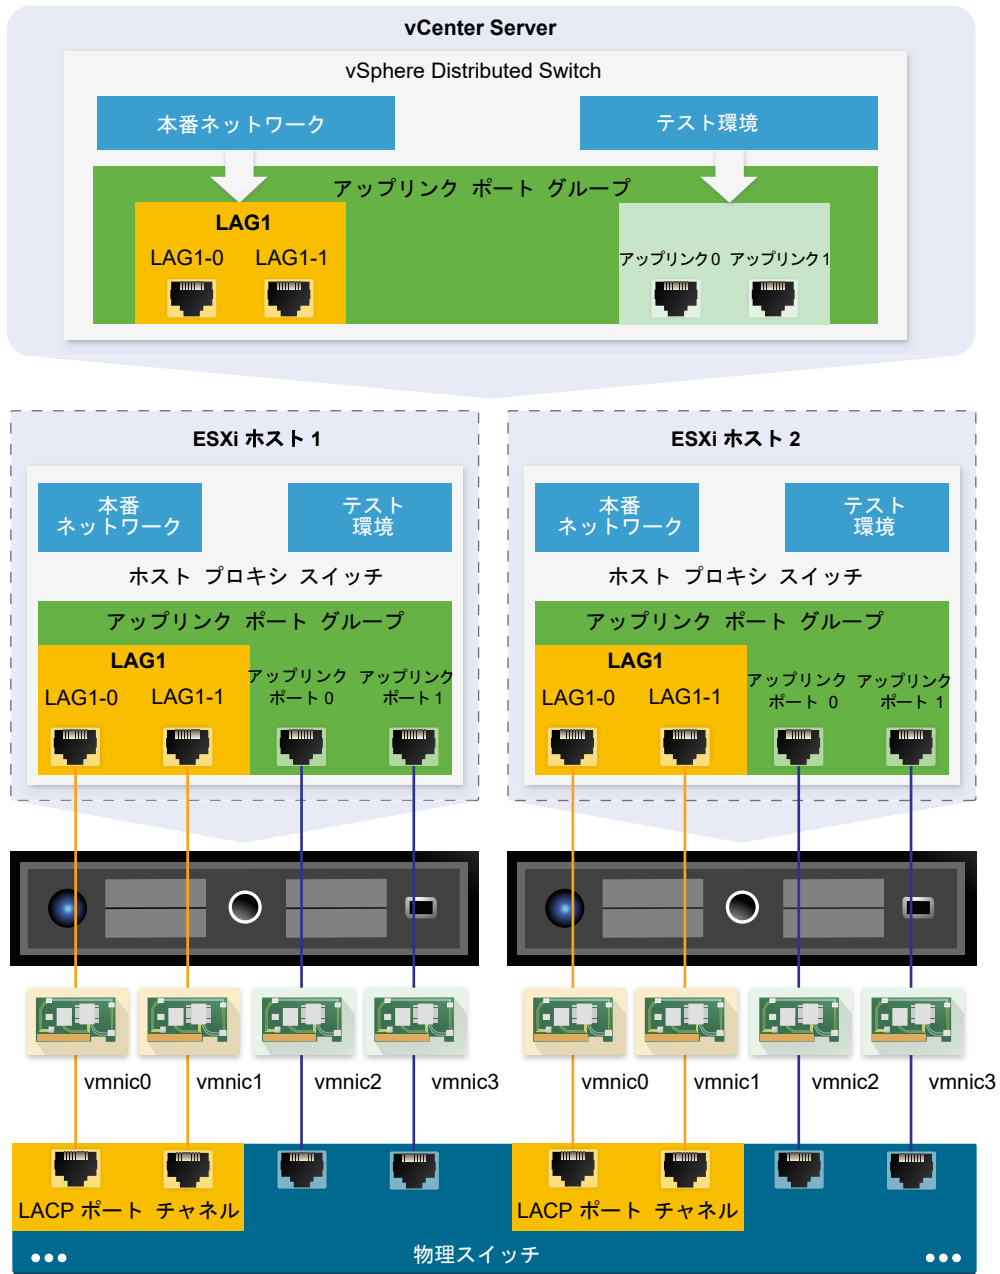 vCenter Server
vSphere Distributed Switch
本番ネットワーク
テスト環境
アップリンク ポート グループ
LAG1
LAG1-0 LAG1-1
アップリンク 0 アップリンク 1
ESXi ホスト 1
本番
ネットワーク
テスト
環境
ホスト プロキシ スイッチ
アップリンク ポート グループ
LAG1
LAG1-0 LAG1-1
アップリンク
ポート 0
アップリンク
ポート 1
ESXi ホスト 2
本番
ネットワーク
テスト
環境
ホスト プロキシ スイッチ
アップリンク ポート グループ
LAG1
LAG1-0 LAG1-1
アップリンク
ポート 0
アップリンク
ポート 1
vmnic0 vmnic1 vmnic2 vmnic3
vmnic0 vmnic1 vmnic2 vmnic3
LACP ポート チャネル
LACP ポート チャネル
物理スイッチ